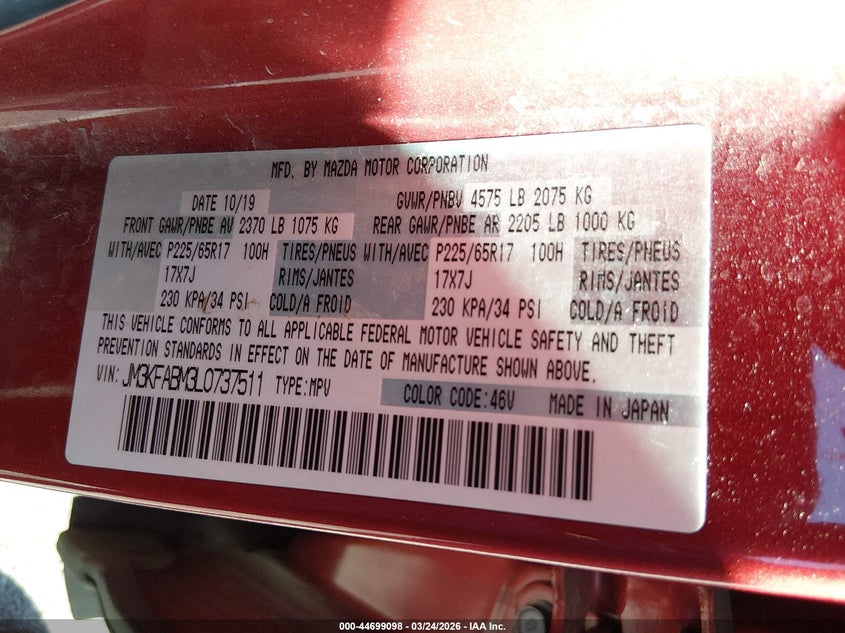 MFD. BY MAZDA MOTOR CORPORATION
DATE 10/19 GVWR/PNBV 4575 LB 2075 KG
FRONT GAWR/PNBE AV 2370 LB 1075 KG REAR GAWR/PNBE AR 2205 LB 1000 KG
WITH/AVEC P225/65R17 100H TIRES/PNEUS WITH/AVEC P225/65R17 100H TIRES/PNEUS
17X7J RIMS/JANTES 17X7J RIMS/JANTES
230 KPA/34 PSI COLD/A FROID 230 KPA/34 PSI COLD/A FROID
THIS VEHICLE CONFORMS TO ALL APPLICABLE FEDERAL MOTOR VEHICLE SAFETY AND THEFT
PREVENTION STANDARDS IN EFFECT ON THE DATE OF MANUFACTURE SHOWN ABOVE.
VIN: JM3KFABM3L0737511 TYPE:MPV COLOR CODE:46V MADE IN JAPAN
000-44699098 - 03/24/2026 - IAA Inc.